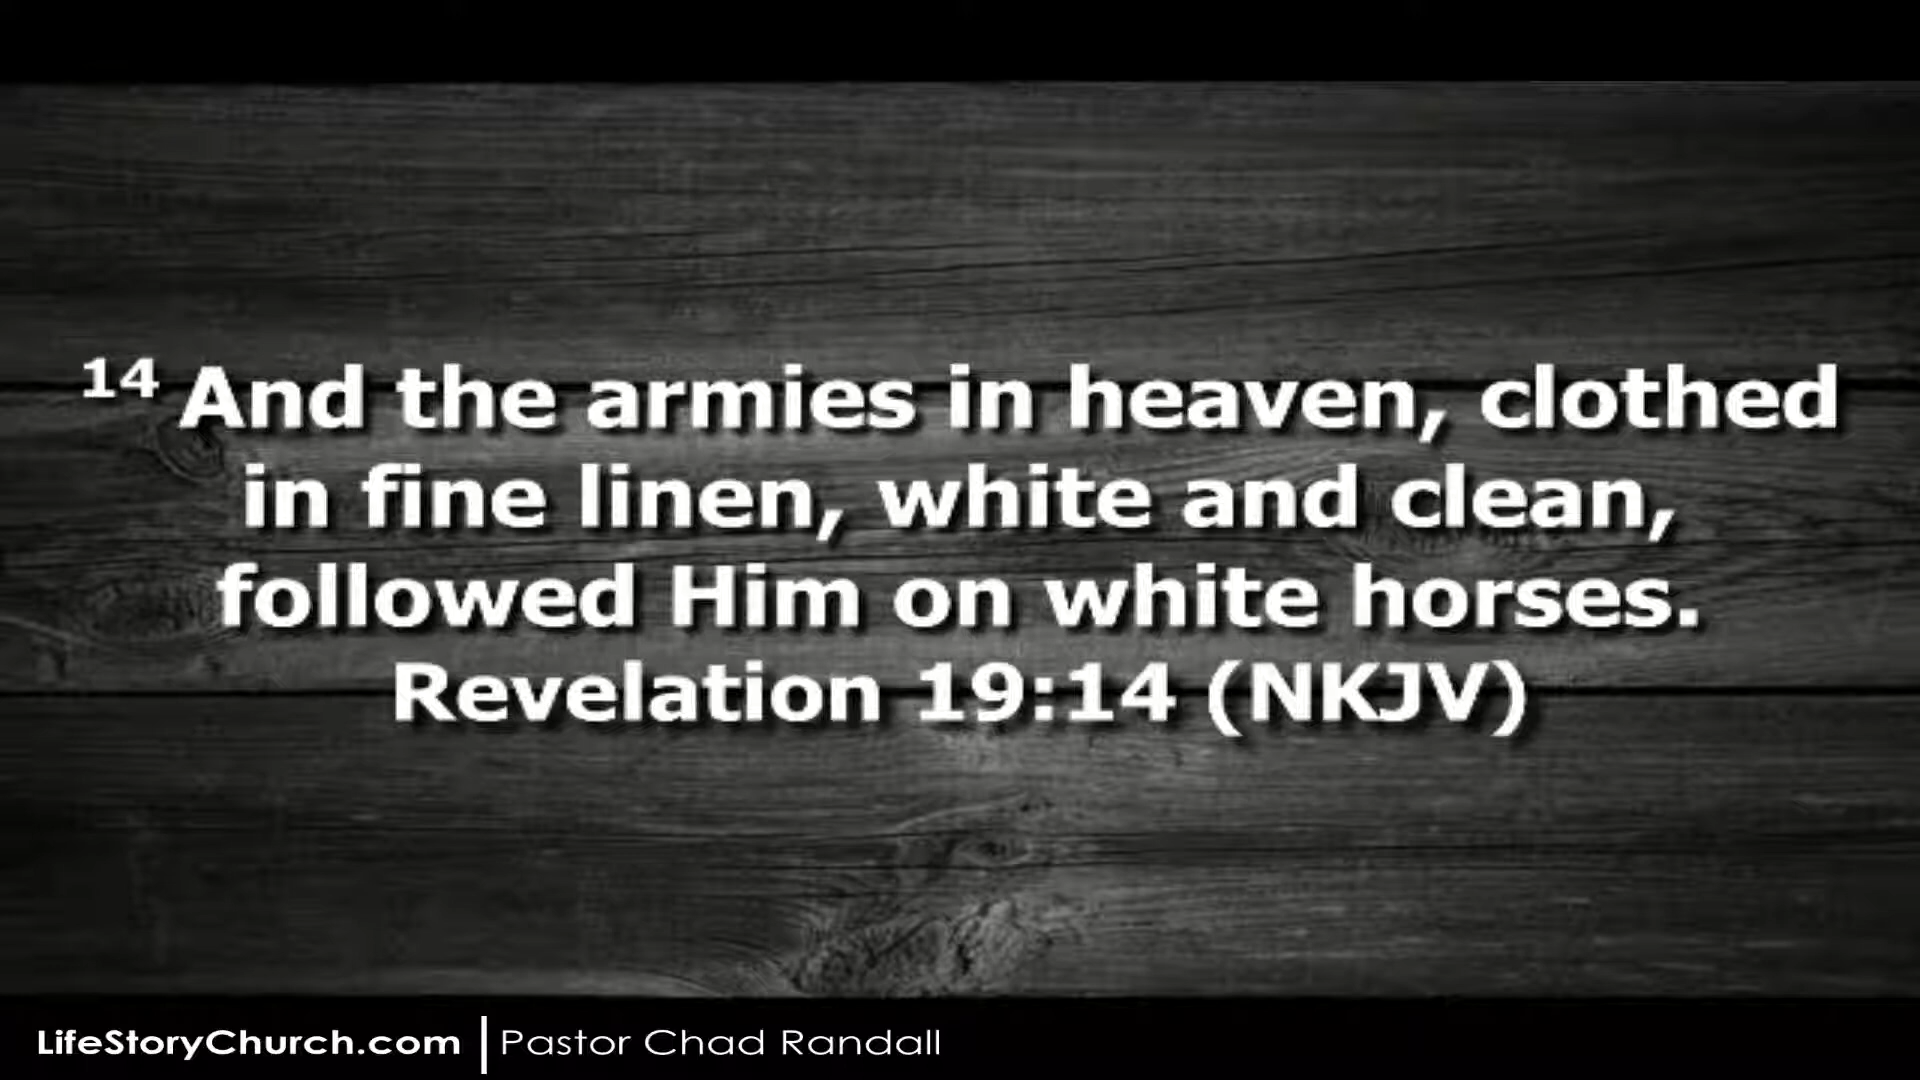 14 And the armies in heaven, clothed
in fine linen, white and clean,
followed Him on white horses.
Revelation 19:14 (NKJV)
LifeStoryChurch.com | Pastor Chad Randall